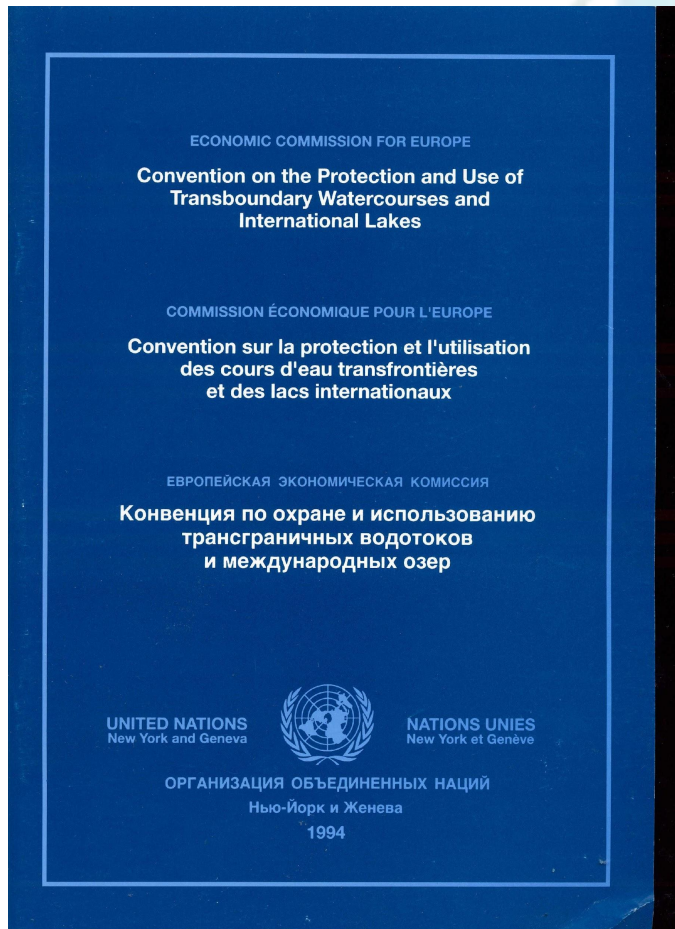 ECONOMIC COMMISSION FOR EUROPE
Convention on the Protection and Use of
Transboundary Watercourses and
International Lakes
COMMISSION ÉCONOMIQUE POUR L'EUROPE
Convention sur la protection et l'utilisation
des cours d'eau transfrontières
et des lacs internationaux
ЕВРОПЕЙСКАЯ ЭКОНОМИЧЕСКАЯ КОМИССИЯ
Конвенция по охране и использованию
трансграничных водотоков
и международных озер
UNITED NATIONS
New York and Geneva
NATIONS UNIES
New York et Genève
ОРГАНИЗАЦИЯ ОБЪЕДИНЕННЫХ НАЦИЙ
Нью-Йорк и Женева
1994